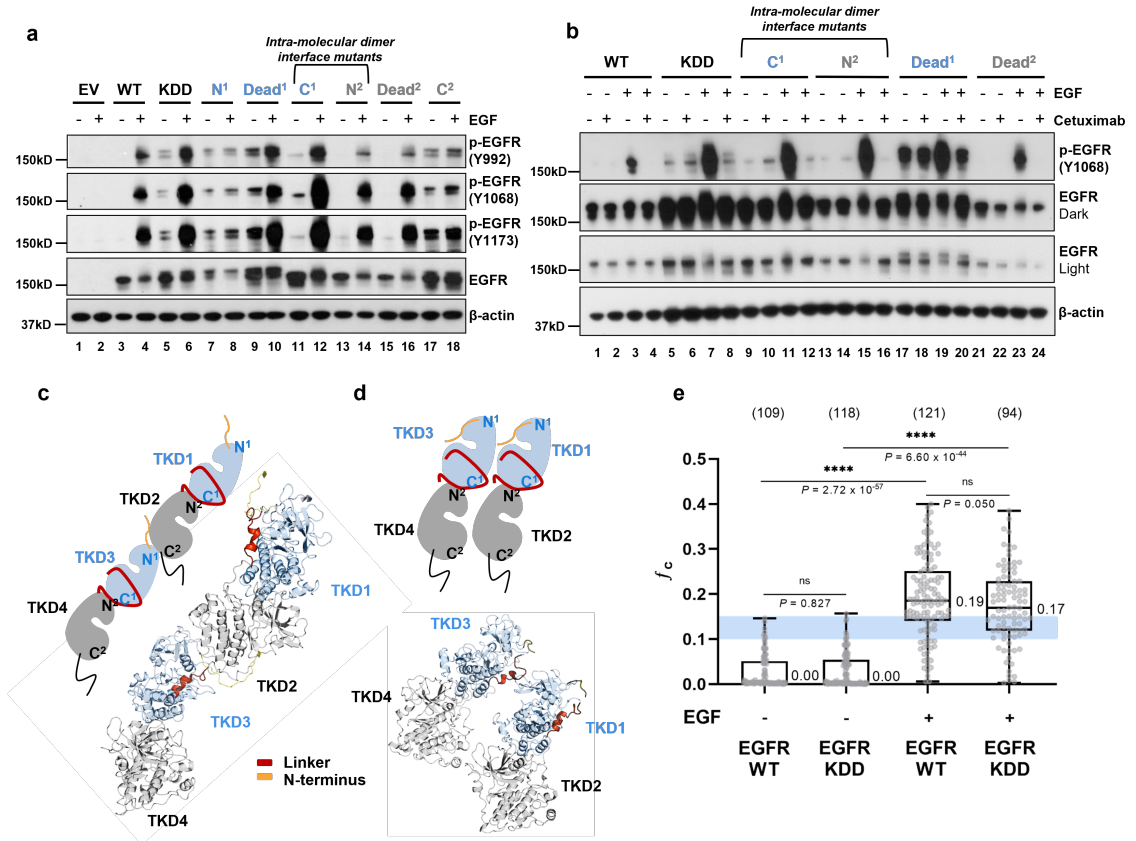 a
Intra-molecular dimer
interface mutants
EV WT KDD N¹ Dead¹ C¹ N² Dead² C²
- + - + - + - + - + - + - + - + - + EGF
p-EGFR
(Y992)
150kD
p-EGFR
(Y1068)
150kD
p-EGFR
(Y1173)
150kD
EGFR
150kD
β-actin
37kD
1 2 3 4 5 6 7 8 9 10 11 12 13 14 15 16 17 18
b
Intra-molecular dimer
interface mutants
WT KDD C¹ N² Dead¹ Dead²
- - + + - - + + - - + + - - + + - - + + - - + + EGF
- + - + - + - + - + - + - + - + - + - + - + - + Cetuximab
p-EGFR
(Y1068)
150kD
EGFR
Dark
150kD
EGFR
Light
150kD
β-actin
37kD
1 2 3 4 5 6 7 8 9 10 11 12 13 14 15 16 17 18 19 20 21 22 23 24
c
N¹
TKD1
TKD2
N² C¹
TKD3
N¹
C²
TKD4
N² C¹
C²
TKD1
TKD2
TKD3
TKD4
Linker
N-terminus
d
N¹ N¹
TKD3
TKD1
C¹ C¹
N² N²
TKD4
TKD2
C² C²
TKD3
TKD4
TKD1
TKD2
e
(109) (118) (121) (94)
****
P = 6.60 x 10⁻⁴⁴
****
P = 2.72 x 10⁻⁵⁷
ns
P = 0.050
ns
P = 0.827
fc
0.5
0.4
0.3
0.2
0.1
0.0
0.00 0.00 0.19 0.17
EGF - - + +
EGFR EGFR EGFR EGFR
WT KDD WT KDD